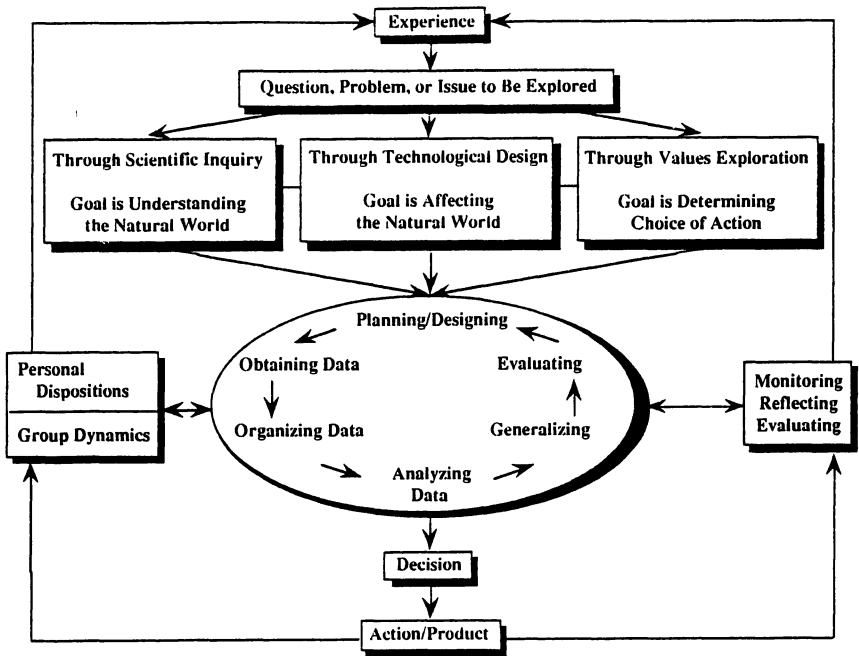 Experience
Question, Problem, or Issue to Be Explored
Through Scientific Inquiry
Goal is Understanding
the Natural World
Through Technological Design
Goal is Affecting
the Natural World
Through Values Exploration
Goal is Determining
Choice of Action
Planning/Designing
Obtaining Data
Evaluating
Organizing Data
Generalizing
Analyzing
Data
Personal
Dispositions
Group Dynamics
Monitoring
Reflecting
Evaluating
Decision
Action/Product